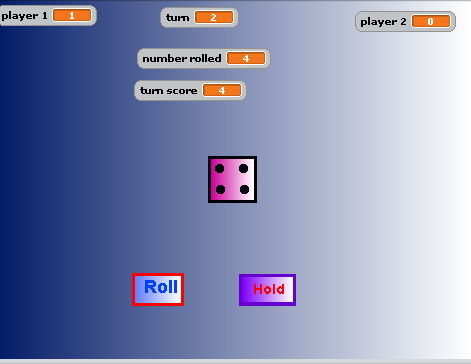 player 1 1
turn 2
player 2 0
number rolled 4
turn score 4
Roll
Hold